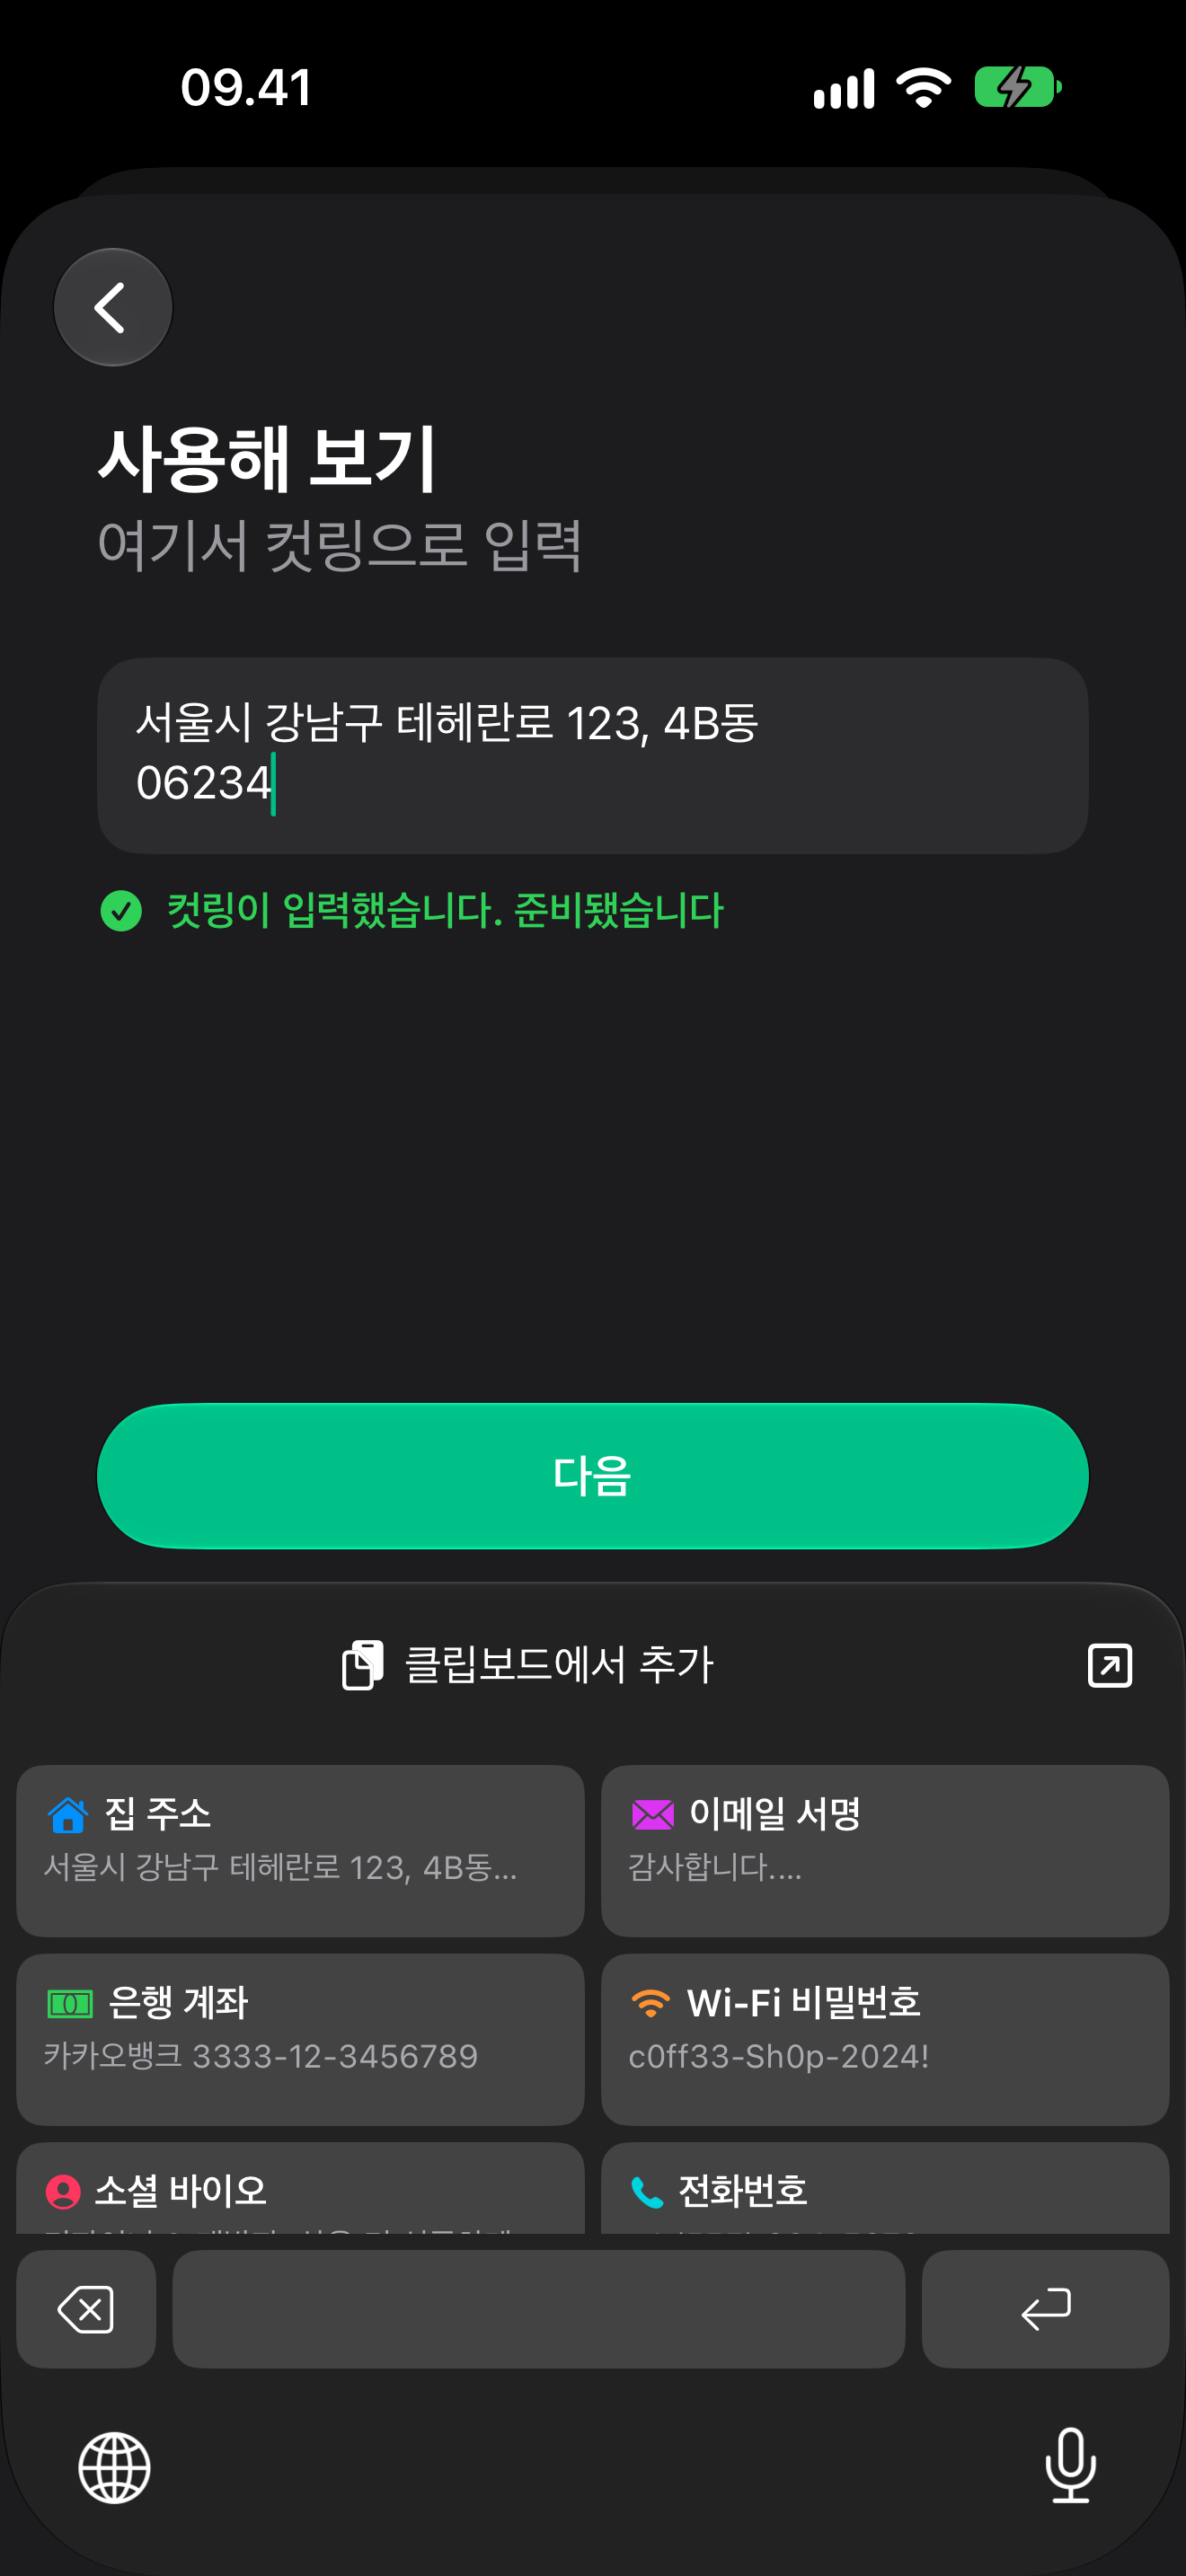 09.41
사용해 보기
여기서 컷링으로 입력
서울시 강남구 테헤란로 123, 4B동
06234
컷링이 입력했습니다. 준비됐습니다
다음
클립보드에서 추가
집 주소
서울시 강남구 테헤란로 123, 4B동...
이메일 서명
감사합니다....
은행 계좌
카카오뱅크 3333-12-3456789
Wi-Fi 비밀번호
c0ff33-Sh0p-2024!
소셜 바이오
전화번호